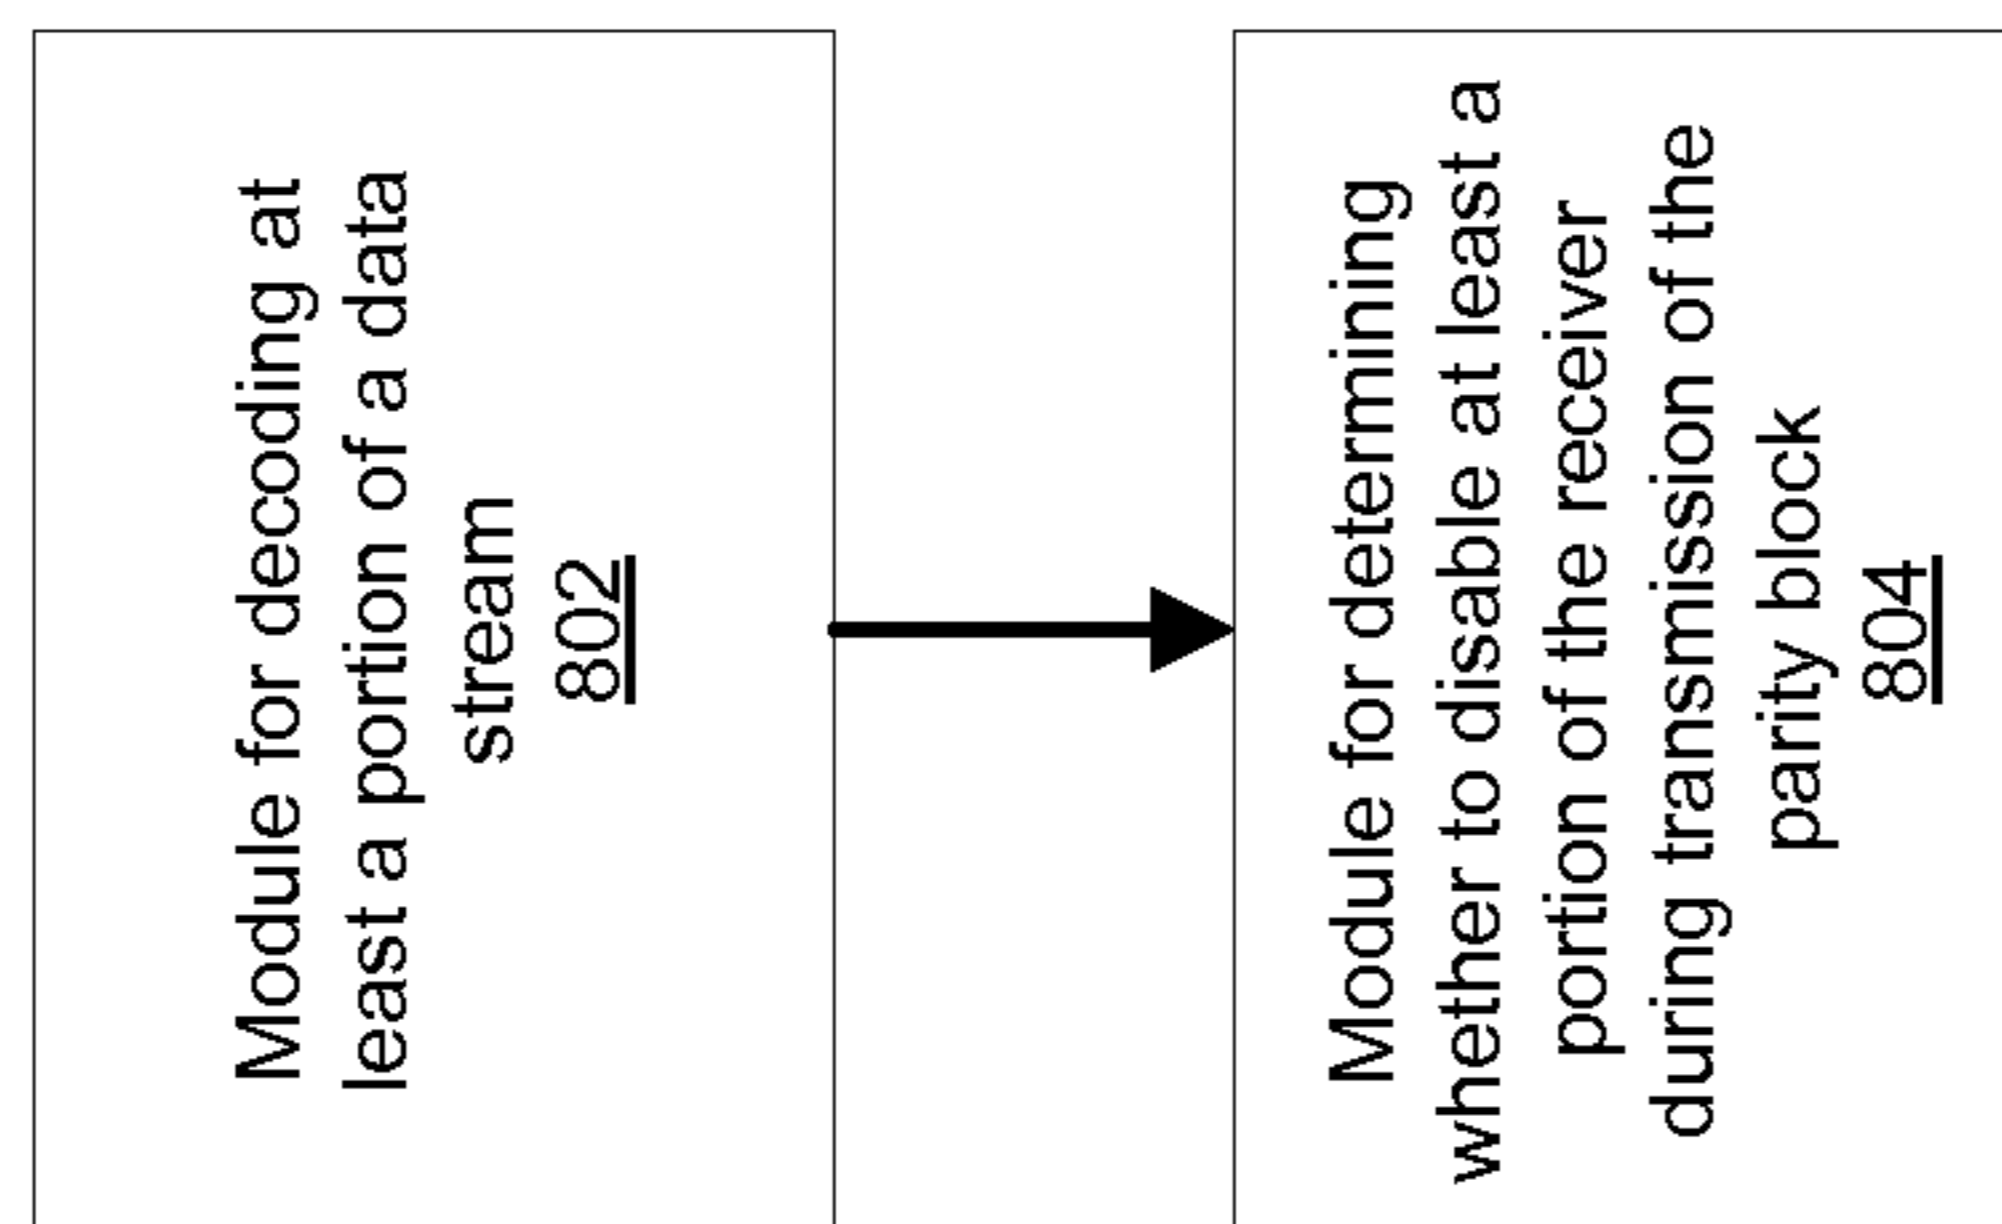 Module for decoding at
least a portion of a data
stream
802
Module for determining
whether to disable at least a
portion of the receiver
during transmission of the
parity block
804